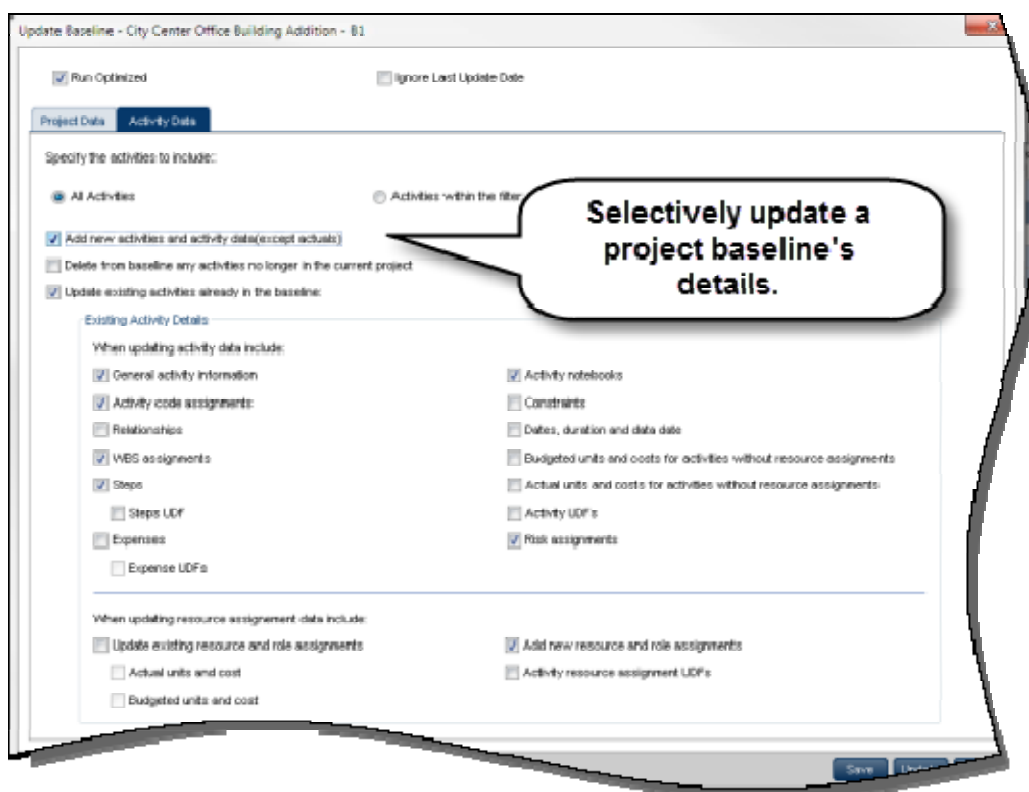 Update Baseline - City Center Office Building Addition - B1
Run Optimized
Ignore Last Update Date
Project Data
Activity Data
Specify the activities to include:
All Activities
Activities within the filter
Selectively update a
project baseline's
details.
Add new activities and activity data(except actuals)
Delete from baseline any activities no longer in the current project
Update existing activities already in the baseline:
Existing Activity Details
When updating activity data include:
General activity information
Activity notebooks
Activity code assignments
Constraints
Relationships
Dates, duration and data date
WBS assignments
Budgeted units and costs for activities without resource assignments
Steps
Actual units and costs for activities without resource assignments
Steps UDF
Activity UDF's
Expenses
Risk assignments
Expense UDFs
When updating resource assignement data include:
Update existing resource and role assignments
Add new resource and role assignments
Actual units and cost
Activity resource assignment UDFs
Budgeted units and cost
Save